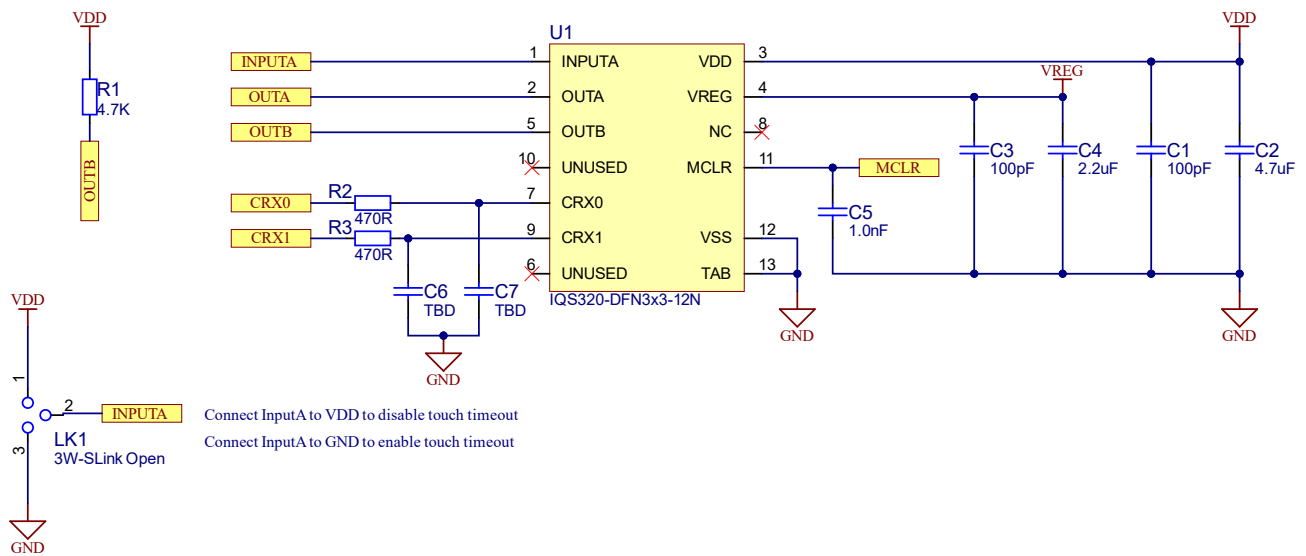 VDD
R1
4.7K
OUTB
U1
INPUTA 1 INPUTA VDD 3
OUTA 2 OUTA VREG 4
OUTB 5 OUTB NC 8
10 UNUSED MCLR 11 MCLR
CRX0 R2 470R 7 CRX0
CRX1 R3 470R 9 CRX1 VSS 12
6 UNUSED TAB 13
IQS320-DFN3x3-12N
C6
TBD
C7
TBD
GND
VDD
VREG
C3
100pF
C4
2.2uF
C1
100pF
C2
4.7uF
C5
1.0nF
GND
GND
VDD
1
2 INPUTA
3
LK1
3W-SLink Open
GND
Connect InputA to VDD to disable touch timeout
Connect InputA to GND to enable touch timeout